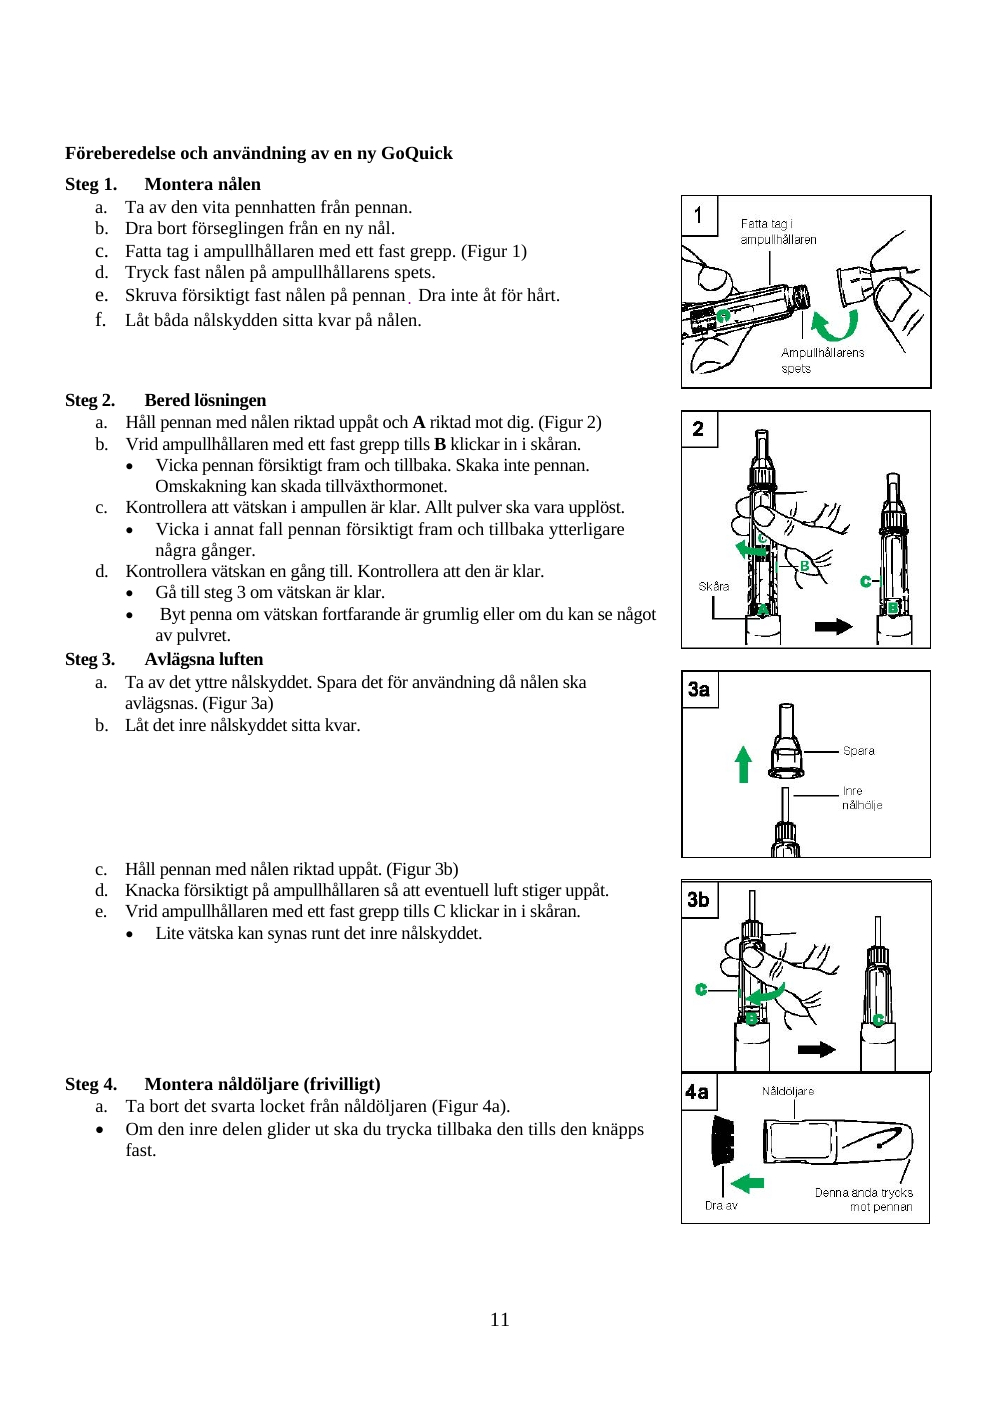 Föreberedelse och användning av en ny GoQuick
Steg 1. Montera nålen
a. Ta av den vita pennhatten från pennan.
b. Dra bort förseglingen från en ny nål.
c. Fatta tag i ampullhållaren med ett fast grepp. (Figur 1)
d. Tryck fast nålen på ampullhållarens spets.
e. Skruva försiktigt fast nålen på pennan . Dra inte åt för hårt.
f. Låt båda nålskydden sitta kvar på nålen.
1
Fatta tag i
ampullhållaren
G
Ampullhållarens
spets
Steg 2. Bered lösningen
a. Håll pennan med nålen riktad uppåt och A riktad mot dig. (Figur 2)
b. Vrid ampullhållaren med ett fast grepp tills B klickar in i skåran.
• Vicka pennan försiktigt fram och tillbaka. Skaka inte pennan.
Omskakning kan skada tillväxthormonet.
c. Kontrollera att vätskan i ampullen är klar. Allt pulver ska vara upplöst.
• Vicka i annat fall pennan försiktigt fram och tillbaka ytterligare
några gånger.
d. Kontrollera vätskan en gång till. Kontrollera att den är klar.
• Gå till steg 3 om vätskan är klar.
• Byt penna om vätskan fortfarande är grumlig eller om du kan se något
av pulvret.
2
C
B
Skåra
A
C
B
Steg 3. Avlägsna luften
a. Ta av det yttre nålskyddet. Spara det för användning då nålen ska
avlägsnas. (Figur 3a)
b. Låt det inre nålskyddet sitta kvar.
3a
Spara
Inre
nålhölje
c. Håll pennan med nålen riktad uppåt. (Figur 3b)
d. Knacka försiktigt på ampullhållaren så att eventuell luft stiger uppåt.
e. Vrid ampullhållaren med ett fast grepp tills C klickar in i skåran.
• Lite vätska kan synas runt det inre nålskyddet.
3b
C
B
C
Steg 4. Montera nåldöljare (frivilligt)
a. Ta bort det svarta locket från nåldöljaren (Figur 4a).
• Om den inre delen glider ut ska du trycka tillbaka den tills den knäpps
fast.
4a
Nåldöljare
Dra av
Denna ända trycks
mot pennan
11